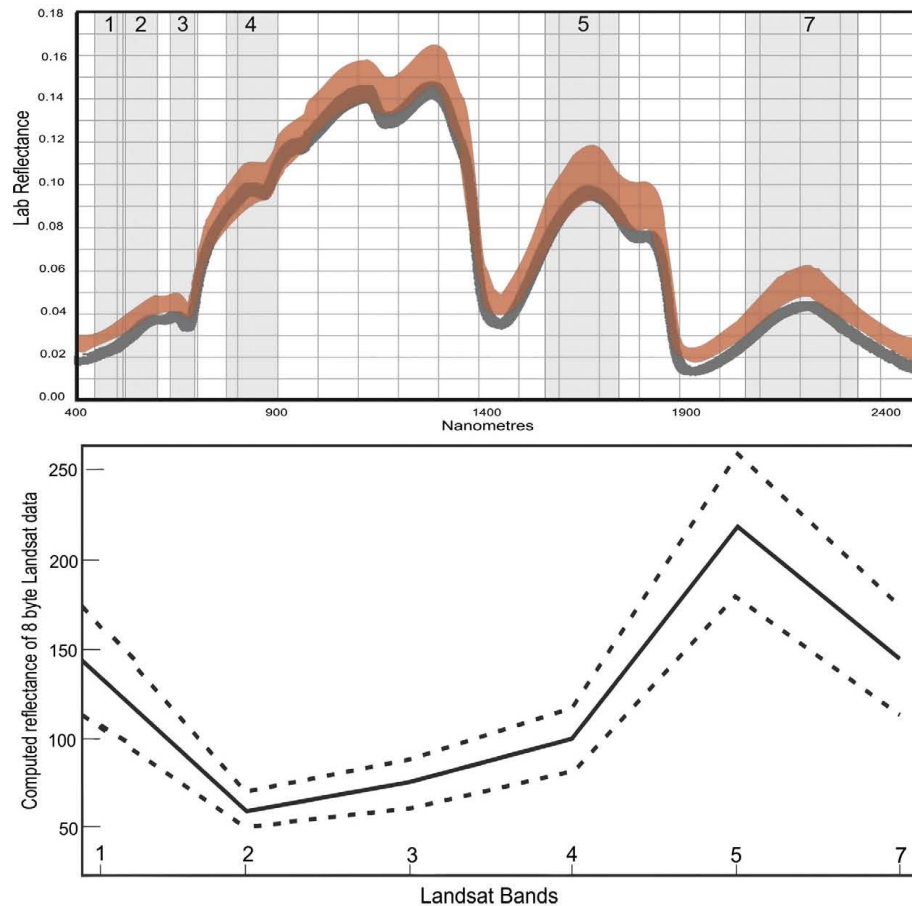 0.18
1 2 3 4 5 7
0.16
0.14
0.12
0.10
0.08
0.06
0.04
0.02
0.00
Lab Reflectance
400 900 1400 1900 2400
Nanometres
250
200
150
100
50
Computed reflectance of 8 byte Landsat data
1 2 3 4 5 7
Landsat Bands